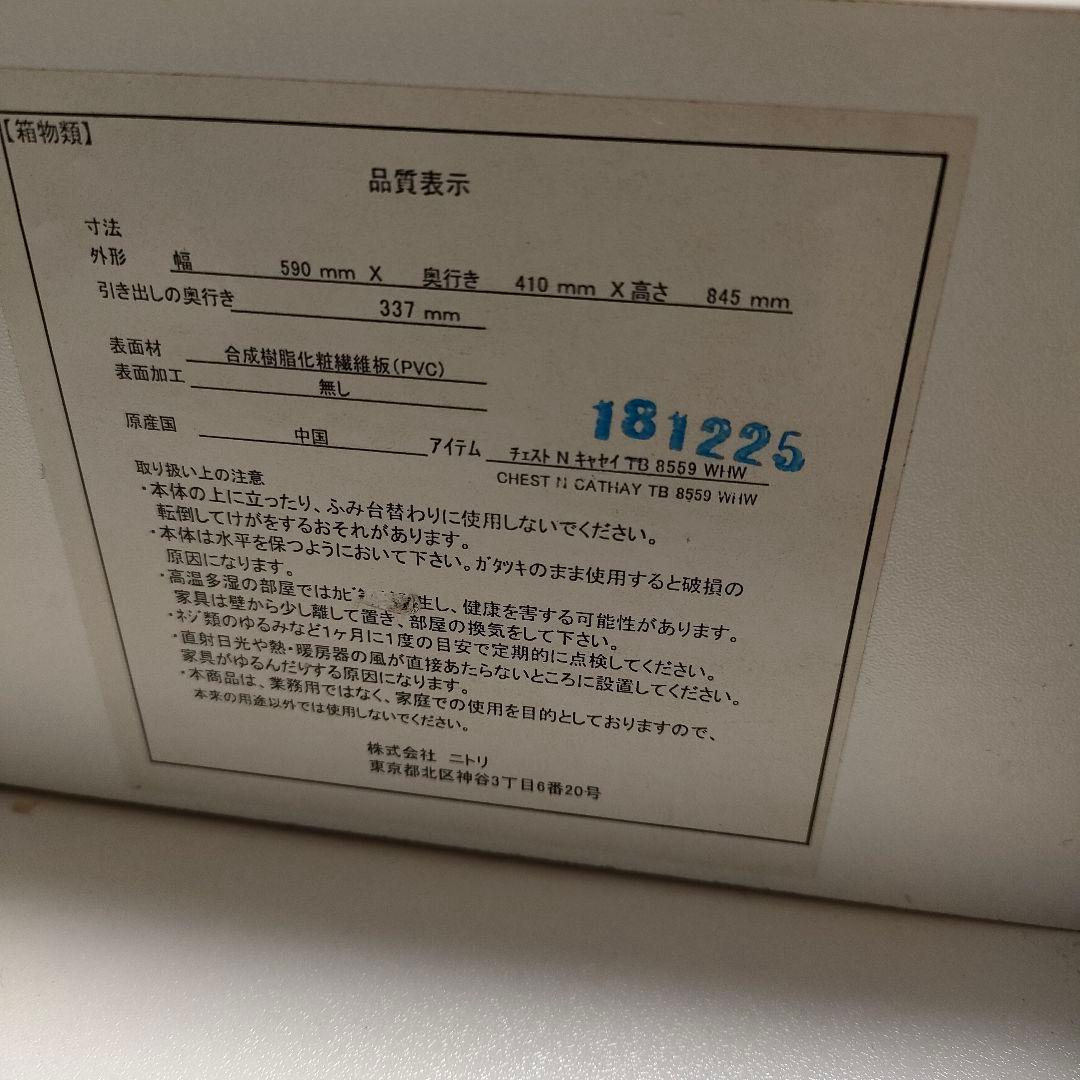 【箱物類】
品質表示
寸法
外形 幅 590 mm X 奥行き 410 mm X 高さ 845 mm
引き出しの奥行き 337 mm
表面材 合成樹脂化粧繊維板(PVC)
表面加工 無し
181225
原産国 中国 アイテム チェスト N キャセイ TB 8559 WHW
CHEST N CATHAY TB 8559 WHW
取り扱い上の注意
・本体の上に立ったり、ふみ台替わりに使用しないでください。
転倒してけがをするおそれがあります。
・本体は水平を保つようにおいて下さい。ガタツキのまま使用すると破損の
原因になります。
・高温多湿の部屋ではカビ 生し、健康を害する可能性があります。
家具は壁から少し離して置き、部屋の換気をして下さい。
・ネジ類のゆるみなど1ヶ月に1度の目安で定期的に点検してください。
・直射日光や熱・暖房器の風が直接あたらないところに設置してください。
家具がゆるんだりする原因になります。
・本商品は、業務用ではなく、家庭での使用を目的としておりますので、
本来の用途以外では使用しないでください。
株式会社 ニトリ
東京都北区神谷3丁目6番20号